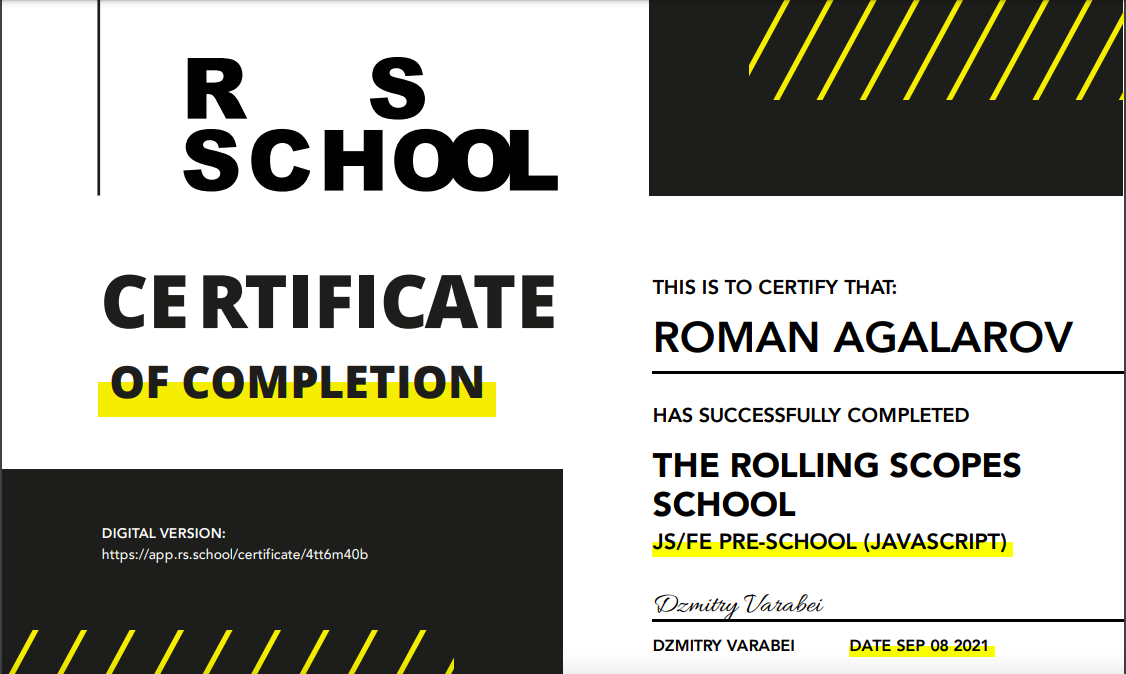 R S
SCHOOL
CERTIFICATE
OF COMPLETION
DIGITAL VERSION:
https://app.rs.school/certificate/4tt6m40b
THIS IS TO CERTIFY THAT:
ROMAN AGALAROV
HAS SUCCESSFULLY COMPLETED
THE ROLLING SCOPES
SCHOOL
JS/FE PRE-SCHOOL (JAVASCRIPT)
Dzmitry Varabei
DZMITRY VARABEI DATE SEP 08 2021